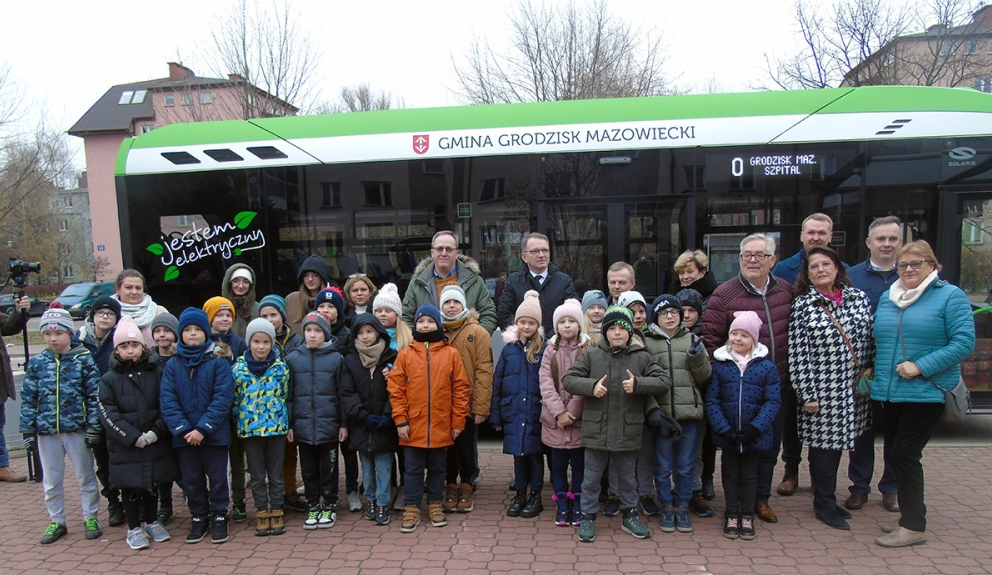 GMINA GRODZISK MAZOWIECKI
0 GRODZISK MAZ.
SZPITAL
SOLARIS
jestem
elektryczny